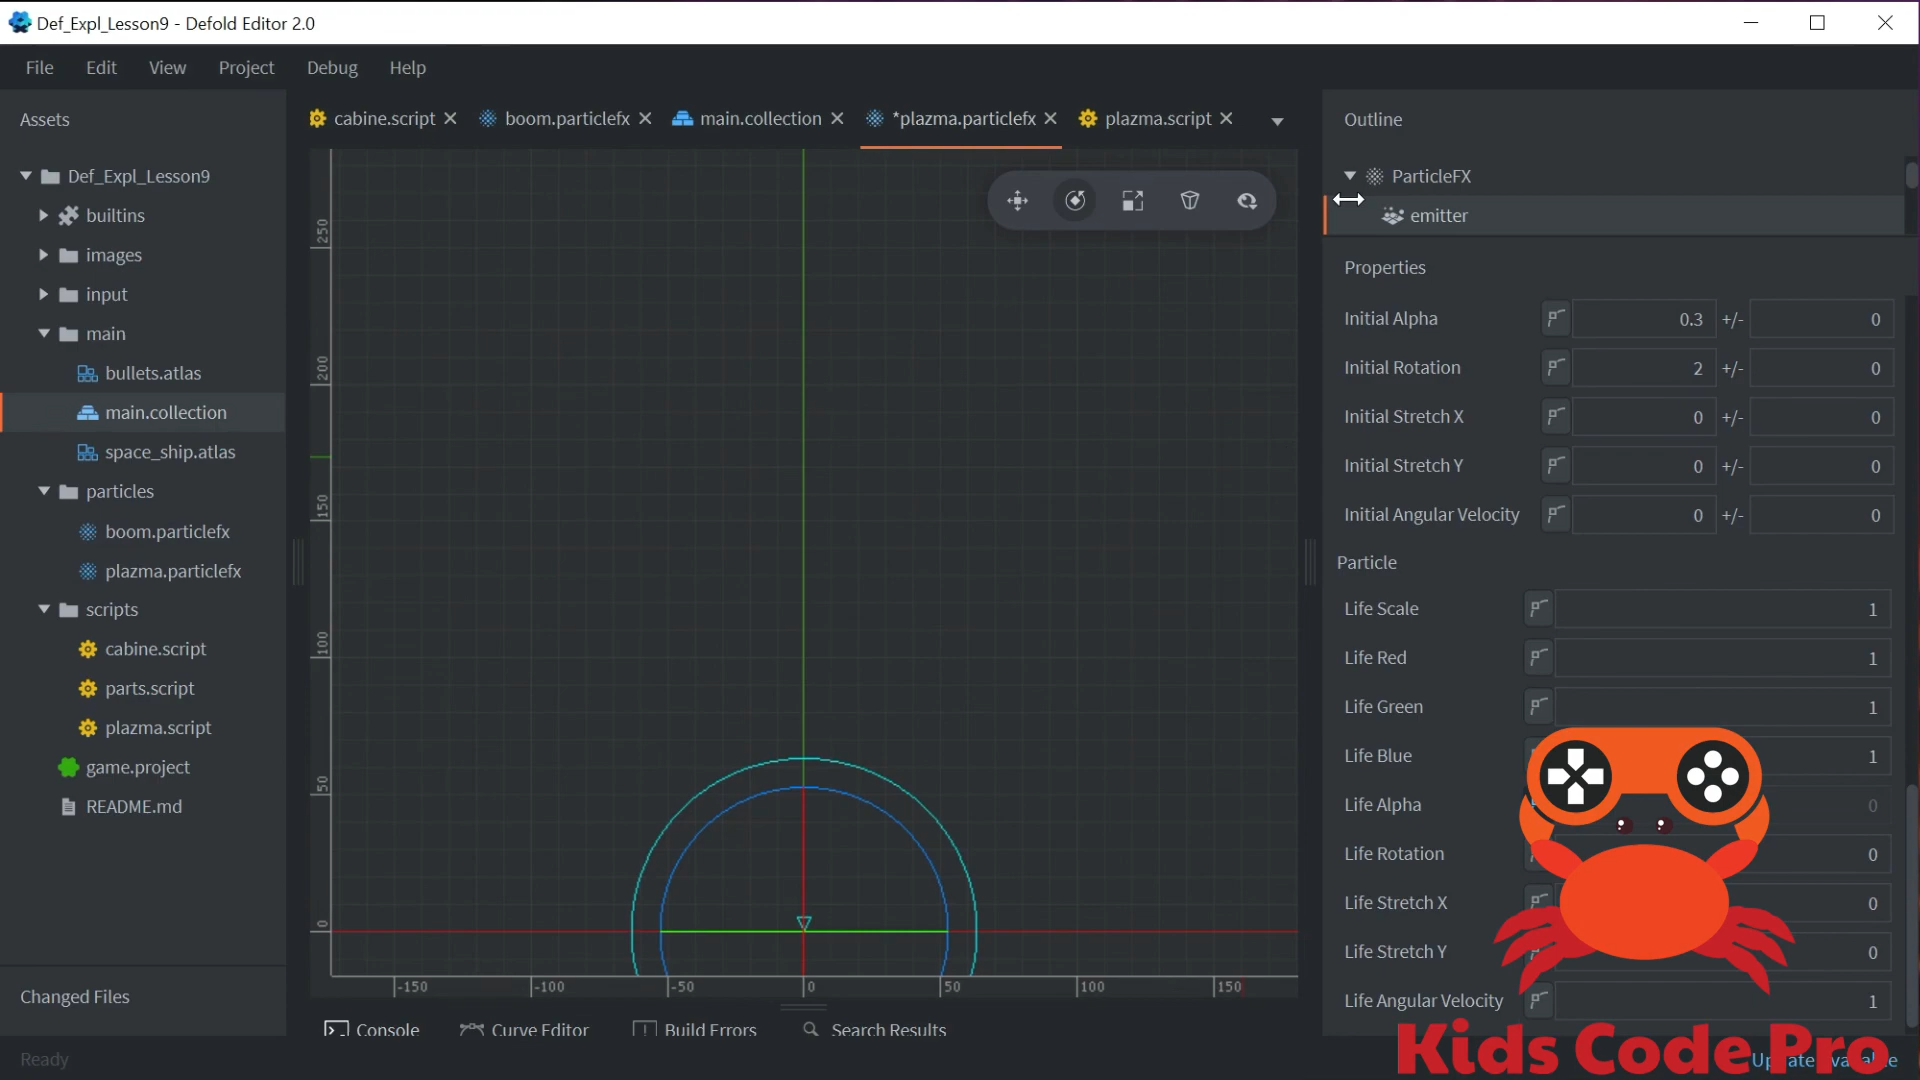 Def_Expl_Lesson9 - Defold Editor 2.0
File Edit View Project Debug Help
Assets
Def_Expl_Lesson9
builtins
images
input
main
bullets.atlas
main.collection
space_ship.atlas
particles
boom.particlefx
plazma.particlefx
scripts
cabine.script
parts.script
plazma.script
game.project
README.md
Changed Files
Ready
cabine.script boom.particlefx main.collection *plazma.particlefx plazma.script
250
200
150
100
50
0
-150 -100 -50 0 50 100 150
Console Curve Editor Build Errors Search Results
Outline
ParticleFX
emitter
Properties
Initial Alpha 0.3 +/- 0
Initial Rotation 2 +/- 0
Initial Stretch X 0 +/- 0
Initial Stretch Y 0 +/- 0
Initial Angular Velocity 0 +/- 0
Particle
Life Scale 1
Life Red 1
Life Green 1
Life Blue 1
Life Alpha 0
Life Rotation 0
Life Stretch X 0
Life Stretch Y 0
Life Angular Velocity 1
Kids Code Pro